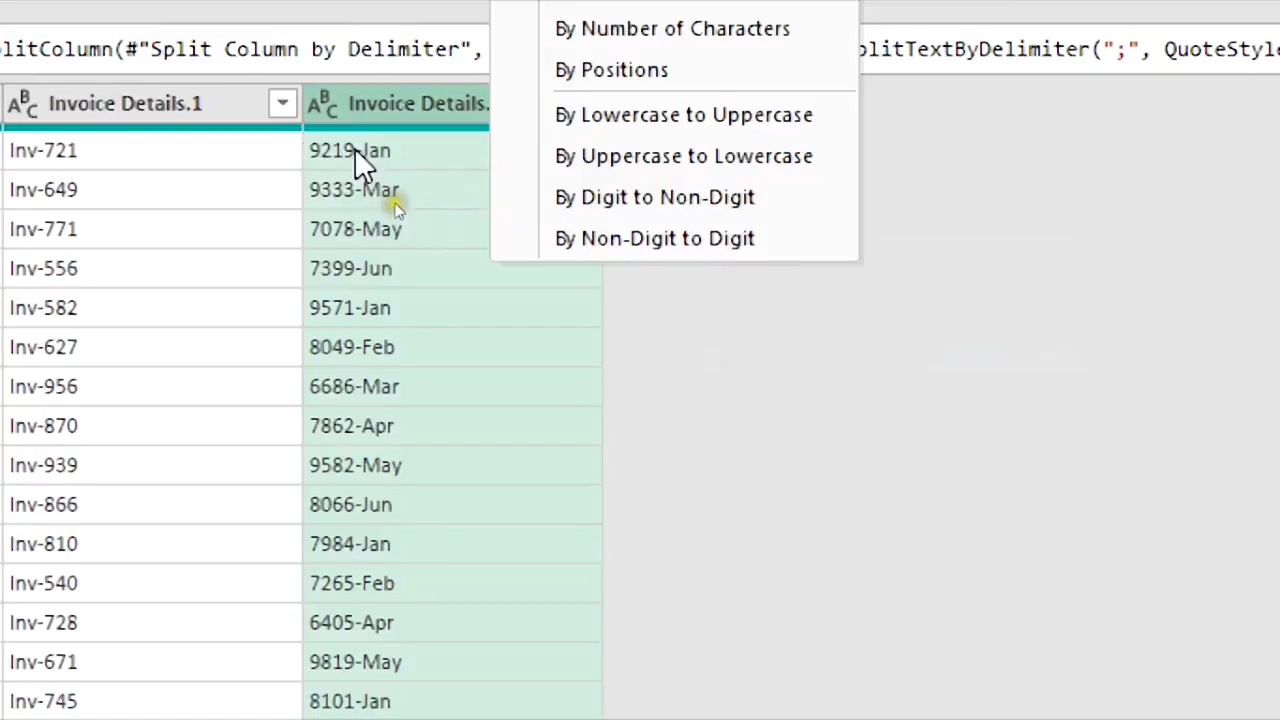 By Number of Characters
litColumn(#"Split Column by Delimiter", plitTextByDelimiter(";", QuoteStyle
By Positions
ABC Invoice Details.1 ABC Invoice Details.
By Lowercase to Uppercase
Inv-721 9219-Jan
By Uppercase to Lowercase
Inv-649 9333-Mar
By Digit to Non-Digit
Inv-771 7078-May
By Non-Digit to Digit
Inv-556 7399-Jun
Inv-582 9571-Jan
Inv-627 8049-Feb
Inv-956 6686-Mar
Inv-870 7862-Apr
Inv-939 9582-May
Inv-866 8066-Jun
Inv-810 7984-Jan
Inv-540 7265-Feb
Inv-728 6405-Apr
Inv-671 9819-May
Inv-745 8101-Jan